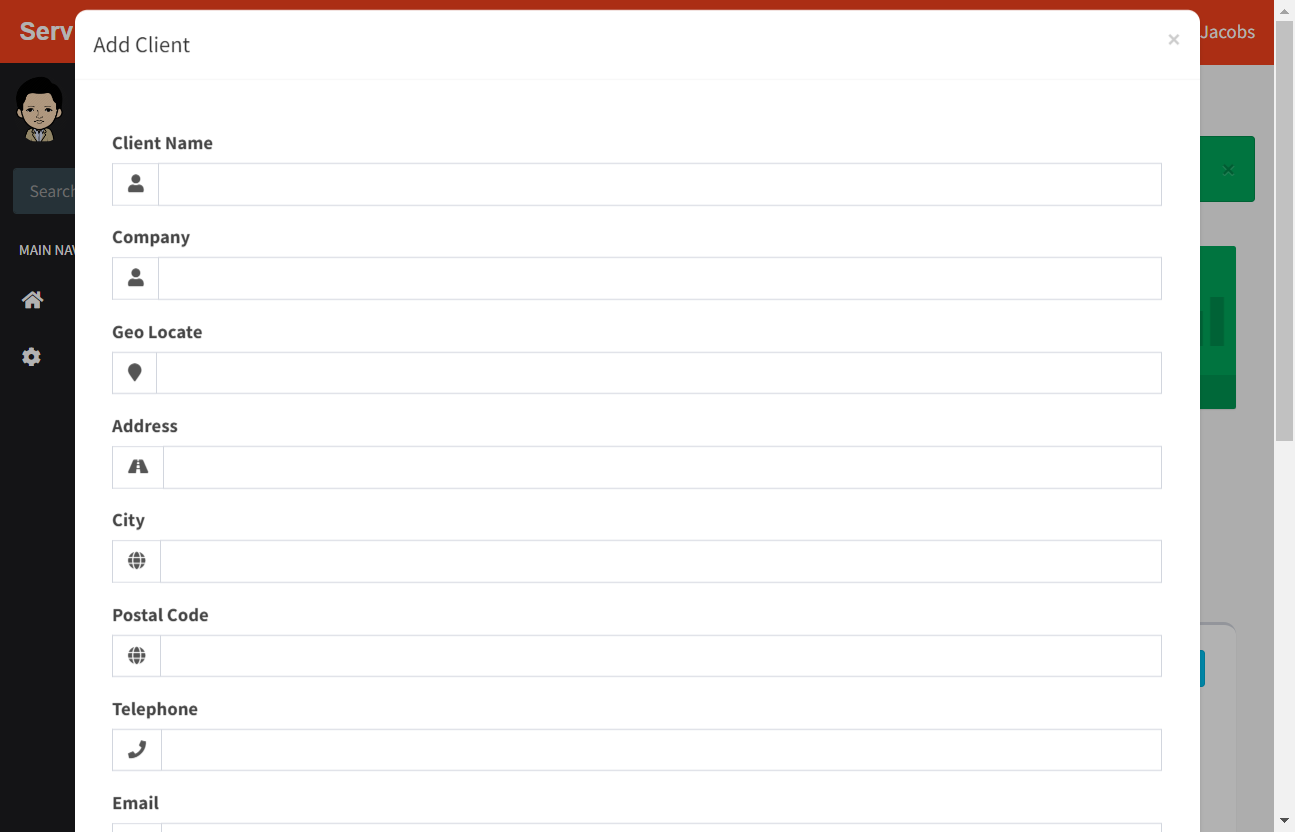 Serv
Add Client
×
Jacobs
Search
MAIN NAV
Client Name
Company
Geo Locate
Address
City
Postal Code
Telephone
Email